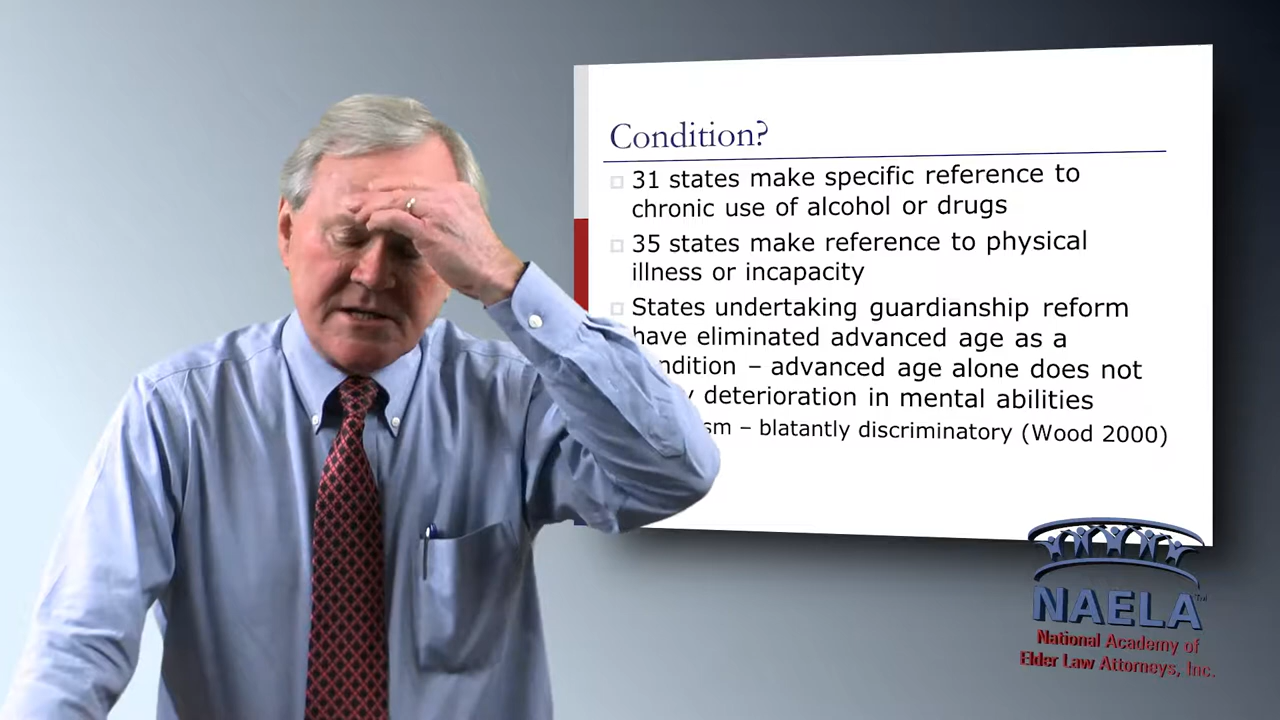 Condition?
31 states make specific reference to
chronic use of alcohol or drugs
35 states make reference to physical
illness or incapacity
States undertaking guardianship reform
have eliminated advanced age as a
ndition – advanced age alone does not
y deterioration in mental abilities
sm – blatantly discriminatory (Wood 2000)
NAELA
National Academy of
Elder Law Attorneys, Inc.